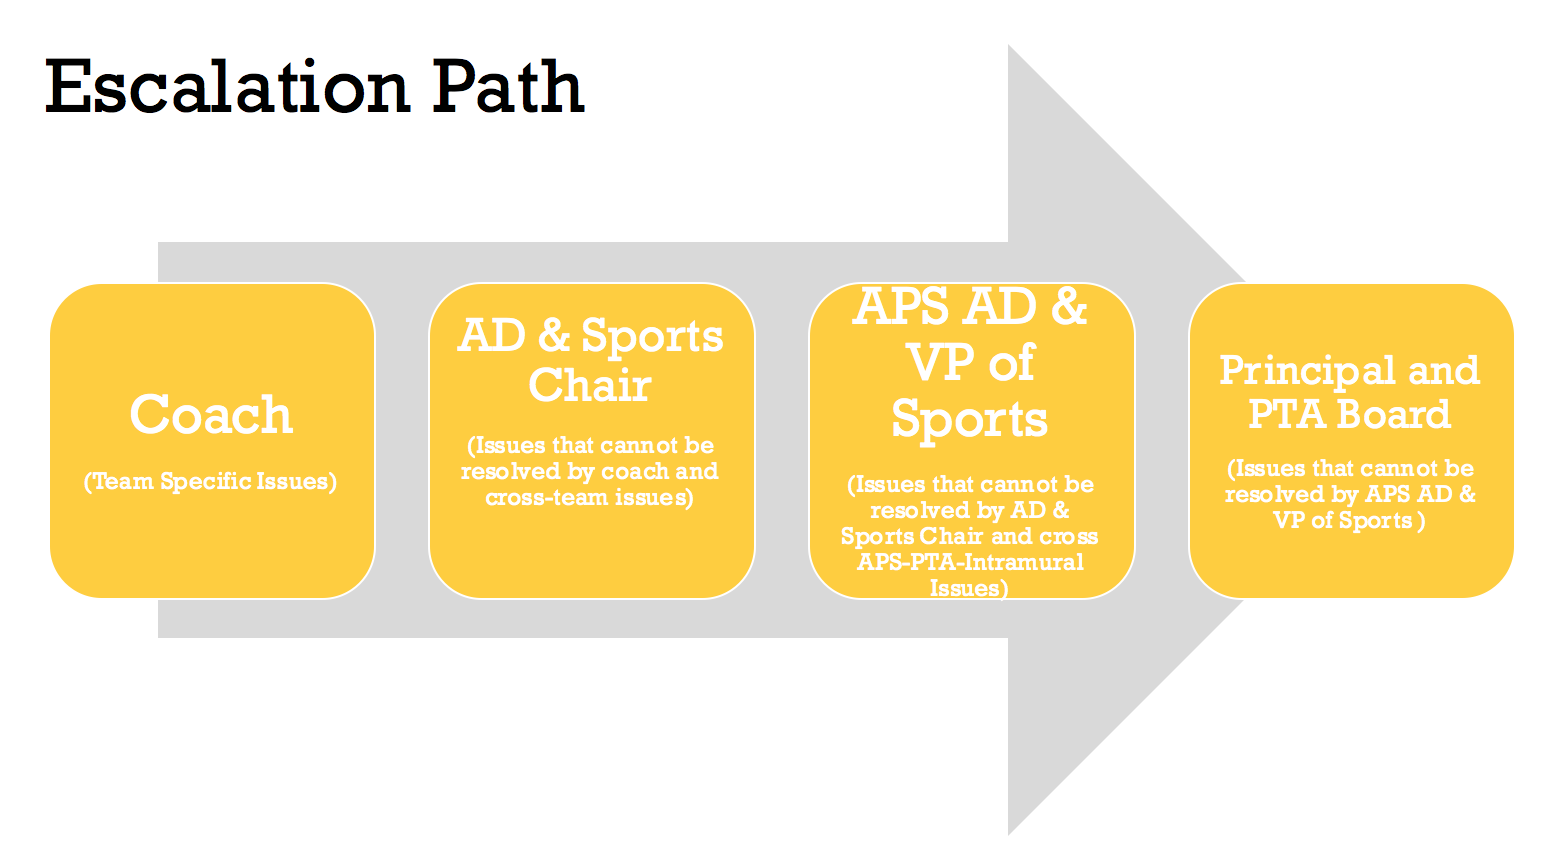 Escalation Path
Coach
(Team Specific Issues)
AD & Sports
Chair
(Issues that cannot be
resolved by coach and
cross-team issues)
APS AD &
VP of
Sports
(Issues that cannot be
resolved by AD &
Sports Chair and cross
APS-PTA-Intramural
Issues)
Principal and
PTA Board
(Issues that cannot be
resolved by APS AD &
VP of Sports )